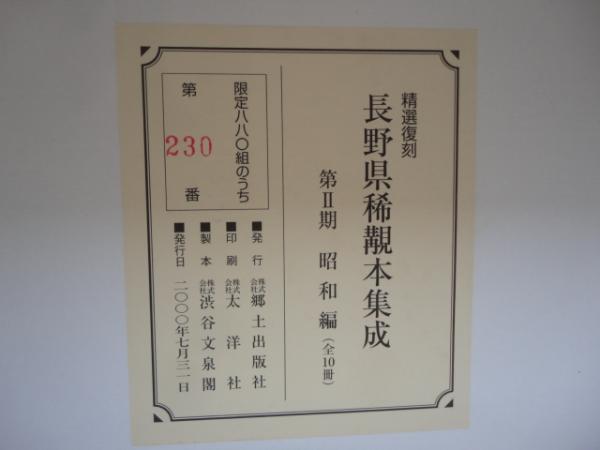 精選復刻
長野県稀覯本集成
第Ⅱ期 昭和編（全10冊）
限定八八〇組のうち
第 230 番
■発行 株式会社 郷土出版社
■印刷 株式会社 太洋社
■製本 株式会社 渋谷文泉閣
■発行日 二〇〇〇年七月三一日